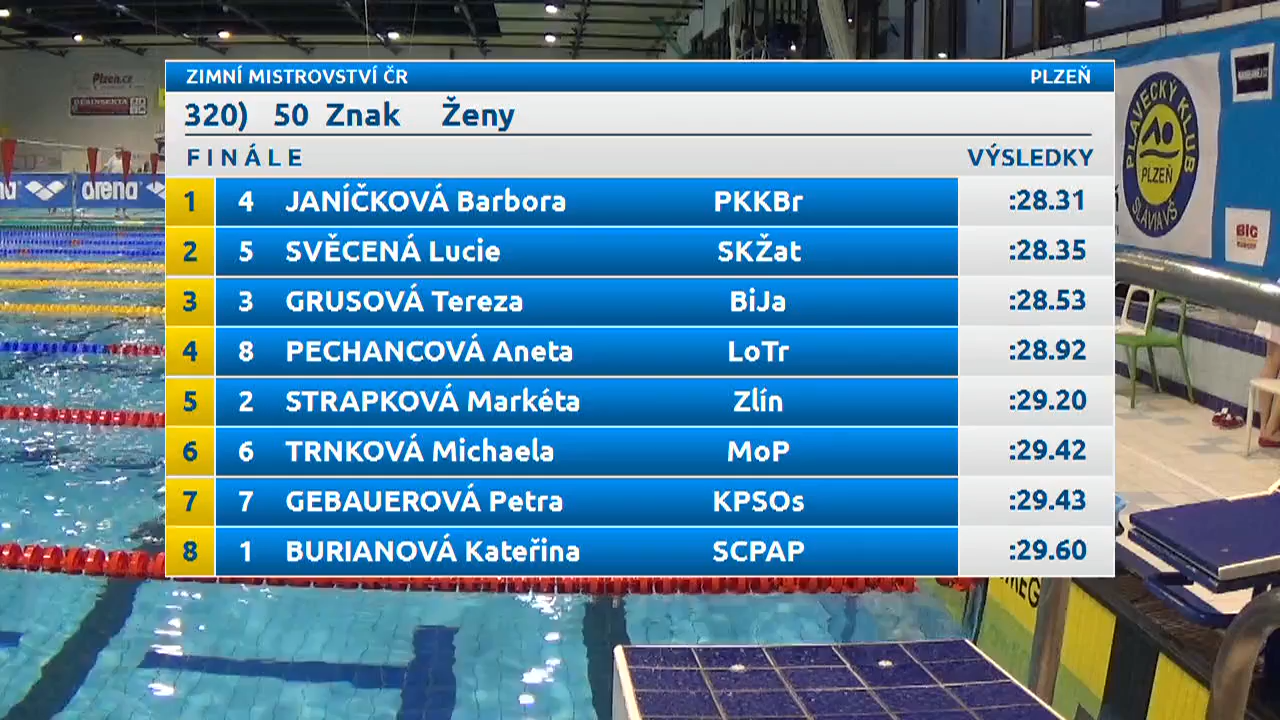 ZIMNÍ MISTROVSTVÍ ČR PLZEŇ
320) 50 Znak Ženy
FINÁLE VÝSLEDKY
1 4 JANÍČKOVÁ Barbora PKKBr :28.31
2 5 SVĚCENÁ Lucie SKŽat :28.35
3 3 GRUSOVÁ Tereza BiJa :28.53
4 8 PECHANCOVÁ Aneta LoTr :28.92
5 2 STRAPKOVÁ Markéta Zlín :29.20
6 6 TRNKOVÁ Michaela MoP :29.42
7 7 GEBAUEROVÁ Petra KPSOs :29.43
8 1 BURIANOVÁ Kateřina SCPAP :29.60
Plzen.cz
DESINSEKTA
arena
PLAVECKÝ KLUB
PLZEŇ
SLAVIA VŠ
BIG